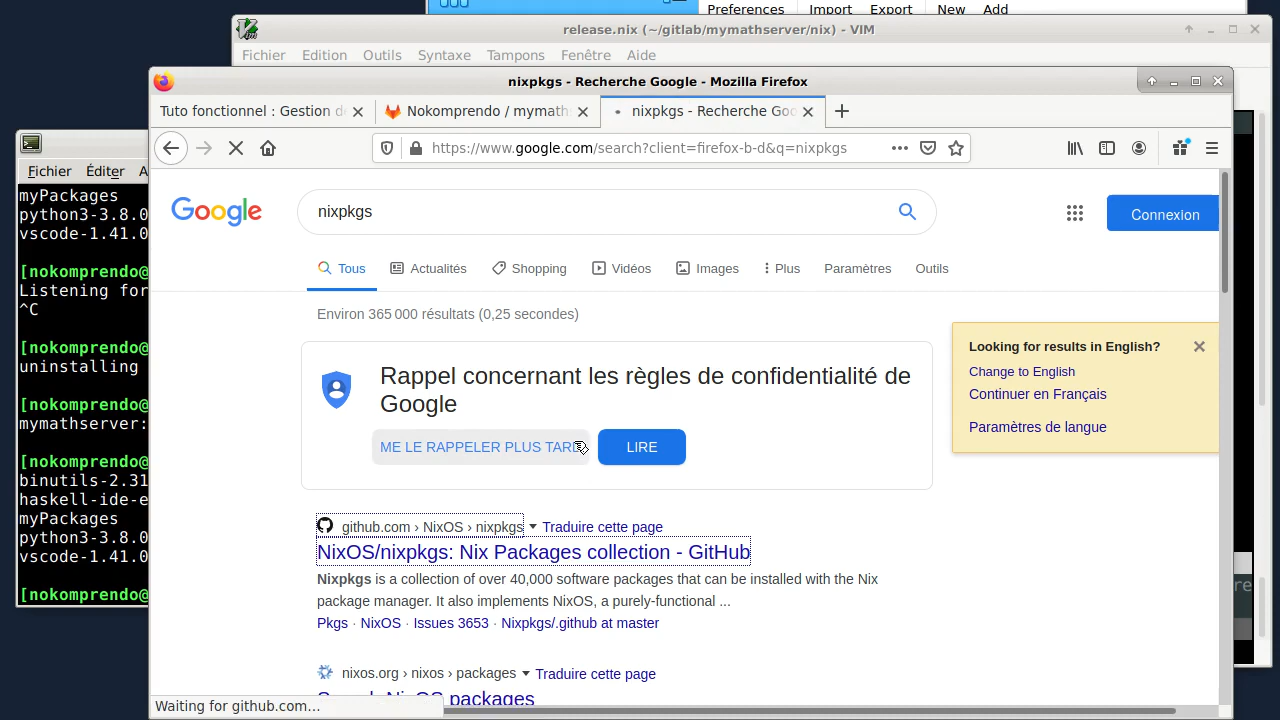 Preferences Import Export New Add
release.nix (~/gitlab/mymathserver/nix) - VIM
Fichier Edition Outils Syntaxe Tampons Fenêtre Aide
nixpkgs - Recherche Google - Mozilla Firefox
Tuto fonctionnel : Gestion de
Nokomprendo / mymath
nixpkgs - Recherche Goo
https://www.google.com/search?client=firefox-b-d&q=nixpkgs
Fichier Éditer A
myPackages
python3-3.8.0
vscode-1.41.0
[nokomprendo@
Listening for
^C
[nokomprendo@
uninstalling
[nokomprendo@
mymathserver:
[nokomprendo@
binutils-2.31
haskell-ide-e
myPackages
python3-3.8.0
vscode-1.41.0
[nokomprendo@
Google
nixpkgs
Connexion
Tous Actualités Shopping Vidéos Images Plus Paramètres Outils
Environ 365 000 résultats (0,25 secondes)
Rappel concernant les règles de confidentialité de
Google
ME LE RAPPELER PLUS TARD
LIRE
Looking for results in English?
Change to English
Continuer en Français
Paramètres de langue
github.com › NixOS › nixpkgs Traduire cette page
NixOS/nixpkgs: Nix Packages collection - GitHub
Nixpkgs is a collection of over 40,000 software packages that can be installed with the Nix
package manager. It also implements NixOS, a purely-functional ...
Pkgs · NixOS · Issues 3653 · Nixpkgs/.github at master
nixos.org › nixos › packages Traduire cette page
Search NixOS packages
Waiting for github.com…